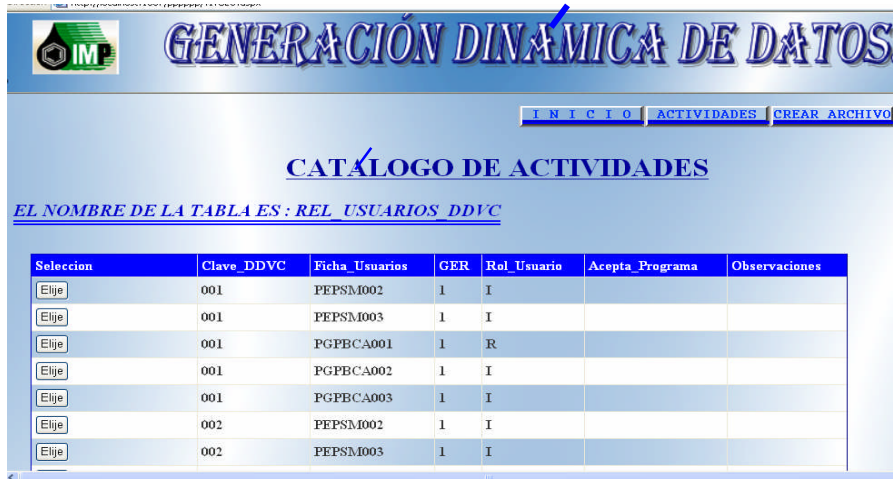 IMP GENERACIÓN DINÁMICA DE DATOS
I N I C I O ACTIVIDADES CREAR ARCHIVO
CATÁLOGO DE ACTIVIDADES
EL NOMBRE DE LA TABLA ES : REL_USUARIOS_DDVC
Seleccion Clave_DDVC Ficha_Usuarios GER Rol_Usuario Acepta_Programa Observaciones
Elije 001 PEPSM002 1 I
Elije 001 PEPSM003 1 I
Elije 001 PGPBCA001 1 R
Elije 001 PGPBCA002 1 I
Elije 001 PGPBCA003 1 I
Elije 002 PEPSM002 1 I
Elije 002 PEPSM003 1 I